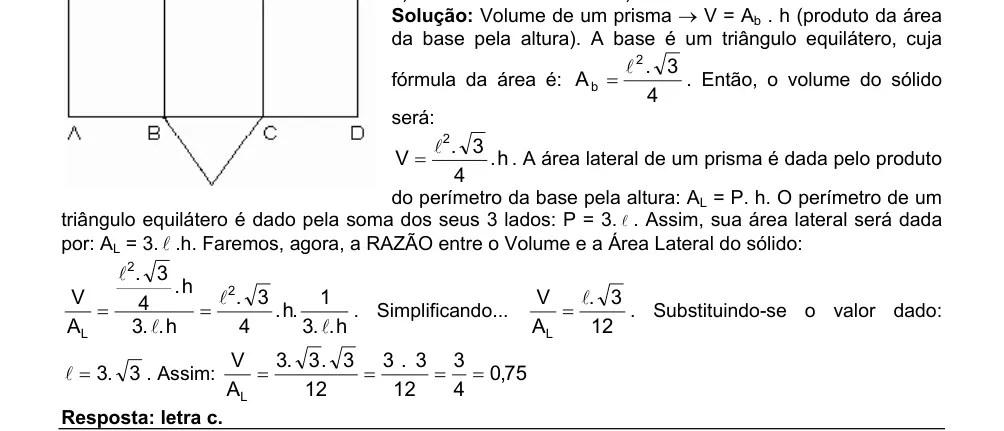 Solução: Volume de um prisma → V = A_b . h (produto da área
da base pela altura). A base é um triângulo equilátero, cuja
fórmula da área é: A_b = ℓ².√3/4 . Então, o volume do sólido
será:
V = ℓ².√3/4 .h . A área lateral de um prisma é dada pelo produto
do perímetro da base pela altura: A_L = P. h. O perímetro de um
A B C D
triângulo equilátero é dado pela soma dos seus 3 lados: P = 3. ℓ . Assim, sua área lateral será dada
por: A_L = 3. ℓ .h. Faremos, agora, a RAZÃO entre o Volume e a Área Lateral do sólido:
V/A_L = (ℓ².√3/4 .h)/(3. ℓ.h) = ℓ².√3/4 .h. 1/(3. ℓ.h) . Simplificando... V/A_L = ℓ.√3/12 . Substituindo-se o valor dado:
ℓ = 3.√3 . Assim: V/A_L = 3.√3.√3/12 = 3 . 3/12 = 3/4 = 0,75
Resposta: letra c.